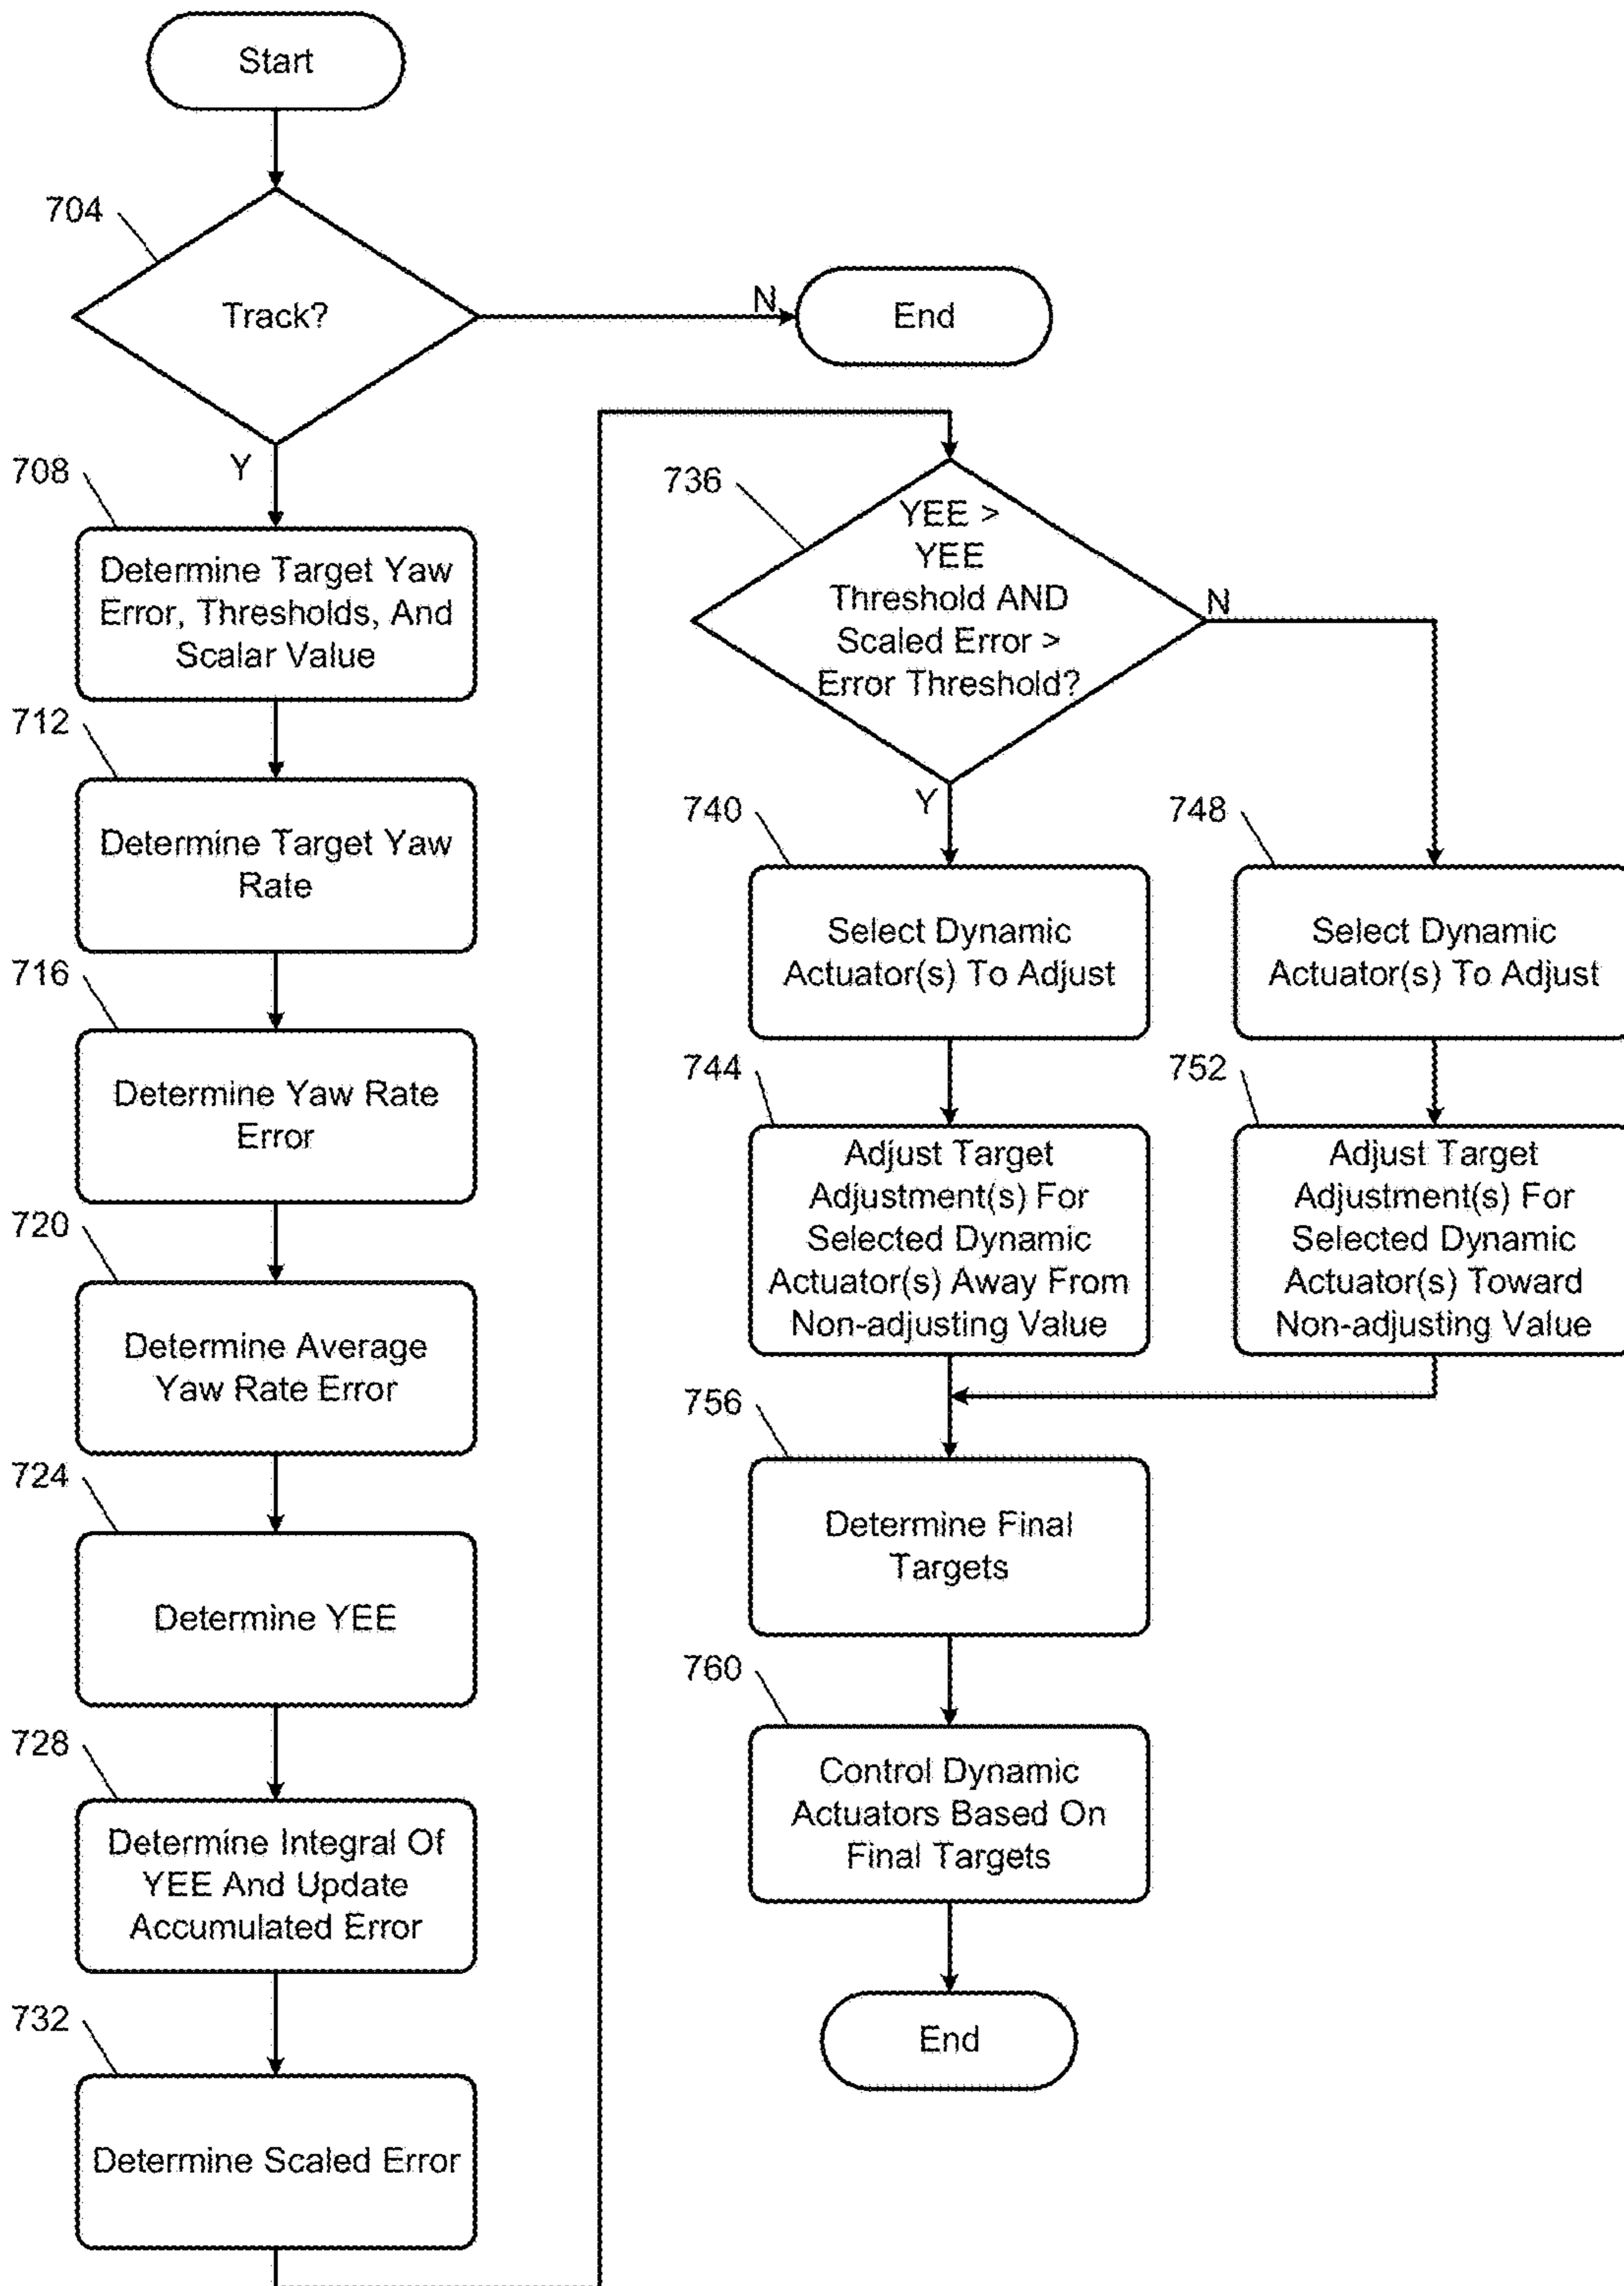 Start
704
Track?
N
End
Y
708
Determine Target Yaw
Error, Thresholds, And
Scalar Value
712
Determine Target Yaw
Rate
716
Determine Yaw Rate
Error
720
Determine Average
Yaw Rate Error
724
Determine YEE
728
Determine Integral Of
YEE And Update
Accumulated Error
732
Determine Scaled Error
736
YEE >
YEE
Threshold AND
Scaled Error >
Error Threshold?
N
Y
740
Select Dynamic
Actuator(s) To Adjust
748
Select Dynamic
Actuator(s) To Adjust
744
Adjust Target
Adjustment(s) For
Selected Dynamic
Actuator(s) Away From
Non-adjusting Value
752
Adjust Target
Adjustment(s) For
Selected Dynamic
Actuator(s) Toward
Non-adjusting Value
756
Determine Final
Targets
760
Control Dynamic
Actuators Based On
Final Targets
End